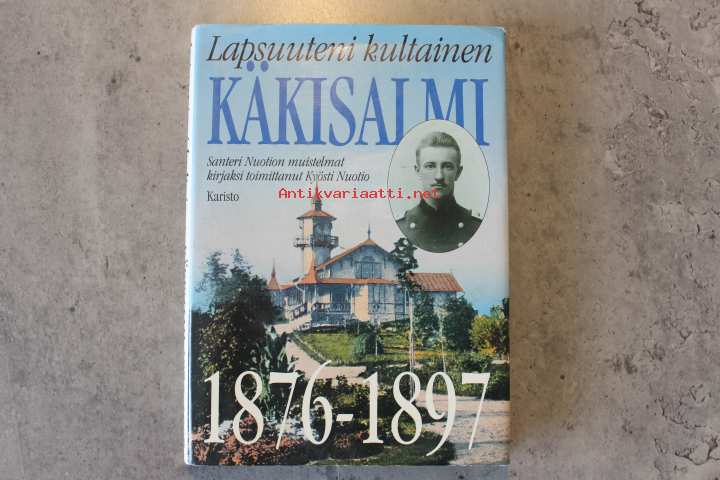 Lapsuuteni kultainen
KÄKISALMI
Santeri Nuotion muistelmat
kirjaksi toimittanut Kyösti Nuotio
Antikvariaatti.net
Karisto
1876-1897